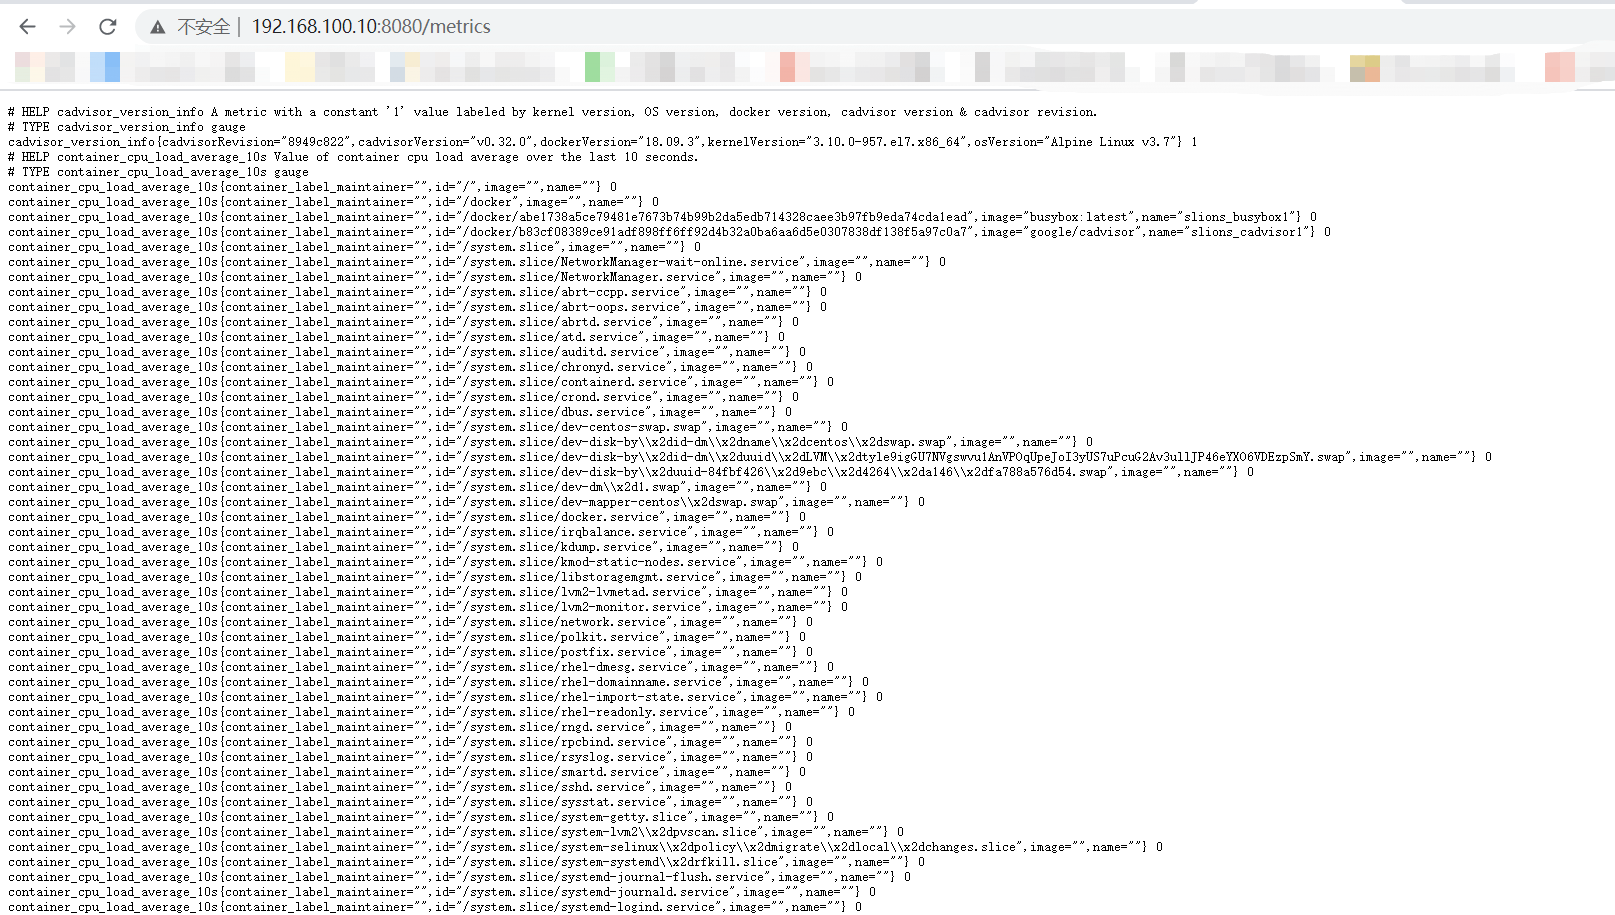 不安全 | 192.168.100.10:8080/metrics
# HELP cadvisor_version_info A metric with a constant '1' value labeled by kernel version, OS version, docker version, cadvisor version & cadvisor revision.
# TYPE cadvisor_version_info gauge
cadvisor_version_info{cadvisorRevision="8949c822",cadvisorVersion="v0.32.0",dockerVersion="18.09.3",kernelVersion="3.10.0-957.el7.x86_64",osVersion="Alpine Linux v3.7"} 1
# HELP container_cpu_load_average_10s Value of container cpu load average over the last 10 seconds.
# TYPE container_cpu_load_average_10s gauge
container_cpu_load_average_10s{container_label_maintainer="",id="/",image="",name=""} 0
container_cpu_load_average_10s{container_label_maintainer="",id="/docker",image="",name=""} 0
container_cpu_load_average_10s{container_label_maintainer="",id="/docker/abe1738a5ce79481e7673b74b99b2da5edb714328caee3b97fb9eda74cda1ead",image="busybox:latest",name="slions_busybox1"} 0
container_cpu_load_average_10s{container_label_maintainer="",id="/docker/b83cf08389ce91adf898ff6ff92d4b32a0ba6aa6d5e0307838df138f5a97c0a7",image="google/cadvisor",name="slions_cadvisor1"} 0
container_cpu_load_average_10s{container_label_maintainer="",id="/system.slice",image="",name=""} 0
container_cpu_load_average_10s{container_label_maintainer="",id="/system.slice/NetworkManager-wait-online.service",image="",name=""} 0
container_cpu_load_average_10s{container_label_maintainer="",id="/system.slice/NetworkManager.service",image="",name=""} 0
container_cpu_load_average_10s{container_label_maintainer="",id="/system.slice/abrt-ccpp.service",image="",name=""} 0
container_cpu_load_average_10s{container_label_maintainer="",id="/system.slice/abrt-oops.service",image="",name=""} 0
container_cpu_load_average_10s{container_label_maintainer="",id="/system.slice/abrtd.service",image="",name=""} 0
container_cpu_load_average_10s{container_label_maintainer="",id="/system.slice/atd.service",image="",name=""} 0
container_cpu_load_average_10s{container_label_maintainer="",id="/system.slice/auditd.service",image="",name=""} 0
container_cpu_load_average_10s{container_label_maintainer="",id="/system.slice/chronyd.service",image="",name=""} 0
container_cpu_load_average_10s{container_label_maintainer="",id="/system.slice/containerd.service",image="",name=""} 0
container_cpu_load_average_10s{container_label_maintainer="",id="/system.slice/crond.service",image="",name=""} 0
container_cpu_load_average_10s{container_label_maintainer="",id="/system.slice/dbus.service",image="",name=""} 0
container_cpu_load_average_10s{container_label_maintainer="",id="/system.slice/dev-centos-swap.swap",image="",name=""} 0
container_cpu_load_average_10s{container_label_maintainer="",id="/system.slice/dev-disk-by\\x2did-dm\\x2dname\\x2dcentos\\x2dswap.swap",image="",name=""} 0
container_cpu_load_average_10s{container_label_maintainer="",id="/system.slice/dev-disk-by\\x2did-dm\\x2duuid\\x2dLVM\\x2dtyle9igGU7NVgswvu1AnVPOqUpeJoI3yUS7uPcuG2Av3ullJP46eYXO6VDEzpSmY.swap",image="",name=""} 0
container_cpu_load_average_10s{container_label_maintainer="",id="/system.slice/dev-disk-by\\x2duuid-84fbf426\\x2d9ebc\\x2d4264\\x2da146\\x2dfa788a576d54.swap",image="",name=""} 0
container_cpu_load_average_10s{container_label_maintainer="",id="/system.slice/dev-dm\\x2d1.swap",image="",name=""} 0
container_cpu_load_average_10s{container_label_maintainer="",id="/system.slice/dev-mapper-centos\\x2dswap.swap",image="",name=""} 0
container_cpu_load_average_10s{container_label_maintainer="",id="/system.slice/docker.service",image="",name=""} 0
container_cpu_load_average_10s{container_label_maintainer="",id="/system.slice/irqbalance.service",image="",name=""} 0
container_cpu_load_average_10s{container_label_maintainer="",id="/system.slice/kdump.service",image="",name=""} 0
container_cpu_load_average_10s{container_label_maintainer="",id="/system.slice/kmod-static-nodes.service",image="",name=""} 0
container_cpu_load_average_10s{container_label_maintainer="",id="/system.slice/libstoragemgmt.service",image="",name=""} 0
container_cpu_load_average_10s{container_label_maintainer="",id="/system.slice/lvm2-lvmetad.service",image="",name=""} 0
container_cpu_load_average_10s{container_label_maintainer="",id="/system.slice/lvm2-monitor.service",image="",name=""} 0
container_cpu_load_average_10s{container_label_maintainer="",id="/system.slice/network.service",image="",name=""} 0
container_cpu_load_average_10s{container_label_maintainer="",id="/system.slice/polkit.service",image="",name=""} 0
container_cpu_load_average_10s{container_label_maintainer="",id="/system.slice/postfix.service",image="",name=""} 0
container_cpu_load_average_10s{container_label_maintainer="",id="/system.slice/rhel-dmesg.service",image="",name=""} 0
container_cpu_load_average_10s{container_label_maintainer="",id="/system.slice/rhel-domainname.service",image="",name=""} 0
container_cpu_load_average_10s{container_label_maintainer="",id="/system.slice/rhel-import-state.service",image="",name=""} 0
container_cpu_load_average_10s{container_label_maintainer="",id="/system.slice/rhel-readonly.service",image="",name=""} 0
container_cpu_load_average_10s{container_label_maintainer="",id="/system.slice/rngd.service",image="",name=""} 0
container_cpu_load_average_10s{container_label_maintainer="",id="/system.slice/rpcbind.service",image="",name=""} 0
container_cpu_load_average_10s{container_label_maintainer="",id="/system.slice/rsyslog.service",image="",name=""} 0
container_cpu_load_average_10s{container_label_maintainer="",id="/system.slice/smartd.service",image="",name=""} 0
container_cpu_load_average_10s{container_label_maintainer="",id="/system.slice/sshd.service",image="",name=""} 0
container_cpu_load_average_10s{container_label_maintainer="",id="/system.slice/sysstat.service",image="",name=""} 0
container_cpu_load_average_10s{container_label_maintainer="",id="/system.slice/system-getty.slice",image="",name=""} 0
container_cpu_load_average_10s{container_label_maintainer="",id="/system.slice/system-lvm2\\x2dpvscan.slice",image="",name=""} 0
container_cpu_load_average_10s{container_label_maintainer="",id="/system.slice/system-selinux\\x2dpolicy\\x2dmigrate\\x2dlocal\\x2dchanges.slice",image="",name=""} 0
container_cpu_load_average_10s{container_label_maintainer="",id="/system.slice/system-systemd\\x2drfkill.slice",image="",name=""} 0
container_cpu_load_average_10s{container_label_maintainer="",id="/system.slice/systemd-journal-flush.service",image="",name=""} 0
container_cpu_load_average_10s{container_label_maintainer="",id="/system.slice/systemd-journald.service",image="",name=""} 0
container_cpu_load_average_10s{container_label_maintainer="",id="/system.slice/systemd-logind.service",image="",name=""} 0